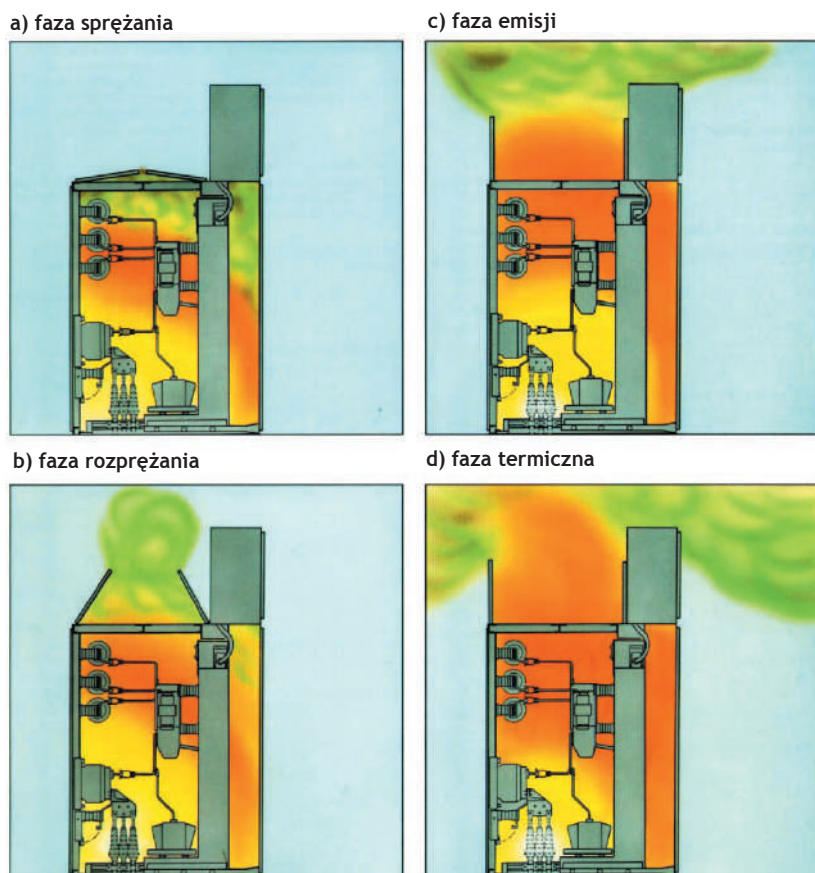 a) faza sprężania
c) faza emisji
b) faza rozprężania
d) faza termiczna